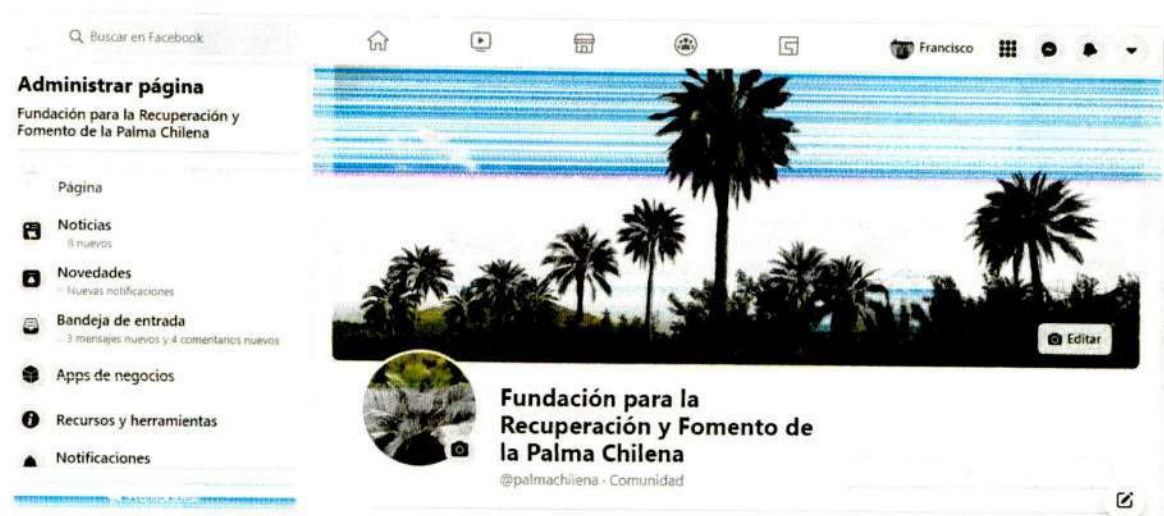 Buscar en Facebook
Francisco
Administrar página
Fundación para la Recuperación y
Fomento de la Palma Chilena
Página
Noticias
8 nuevos
Novedades
Nuevas notificaciones
Bandeja de entrada
3 mensajes nuevos y 4 comentarios nuevos
Apps de negocios
Recursos y herramientas
Notificaciones
Editar
Fundación para la
Recuperación y Fomento de
la Palma Chilena
@palmachilena · Comunidad